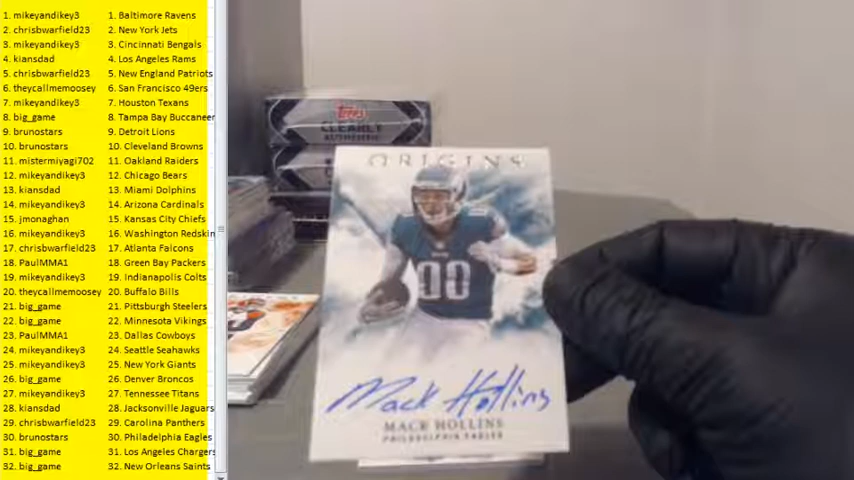 1. mikeyandikey3
2. chrisbwarfield23
3. mikeyandikey3
4. kiansdad
5. chrisbwarfield23
6. theycallmemoosey
7. mikeyandikey3
8. big_game
9. brunostars
10. brunostars
11. mistermiyagi702
12. mikeyandikey3
13. kiansdad
14. mikeyandikey3
15. jmonaghan
16. mikeyandikey3
17. chrisbwarfield23
18. PaulMMA1
19. mikeyandikey3
20. theycallmemoosey
21. big_game
22. big_game
23. PaulMMA1
24. mikeyandikey3
25. mikeyandikey3
26. big_game
27. mikeyandikey3
28. kiansdad
29. chrisbwarfield23
30. brunostars
31. big_game
32. big_game
1. Baltimore Ravens
2. New York Jets
3. Cincinnati Bengals
4. Los Angeles Rams
5. New England Patriots
6. San Francisco 49ers
7. Houston Texans
8. Tampa Bay Buccaneer
9. Detroit Lions
10. Cleveland Browns
11. Oakland Raiders
12. Chicago Bears
13. Miami Dolphins
14. Arizona Cardinals
15. Kansas City Chiefs
16. Washington Redskin
17. Atlanta Falcons
18. Green Bay Packers
19. Indianapolis Colts
20. Buffalo Bills
21. Pittsburgh Steelers
22. Minnesota Vikings
23. Dallas Cowboys
24. Seattle Seahawks
25. New York Giants
26. Denver Broncos
27. Tennessee Titans
28. Jacksonville Jaguars
29. Carolina Panthers
30. Philadelphia Eagles
31. Los Angeles Chargers
32. New Orleans Saints
Topps
CLEARLY
AUTHENTIC
ORIGINS
00
Mack Hollins
MACK HOLLINS
PHILADELPHIA EAGLES